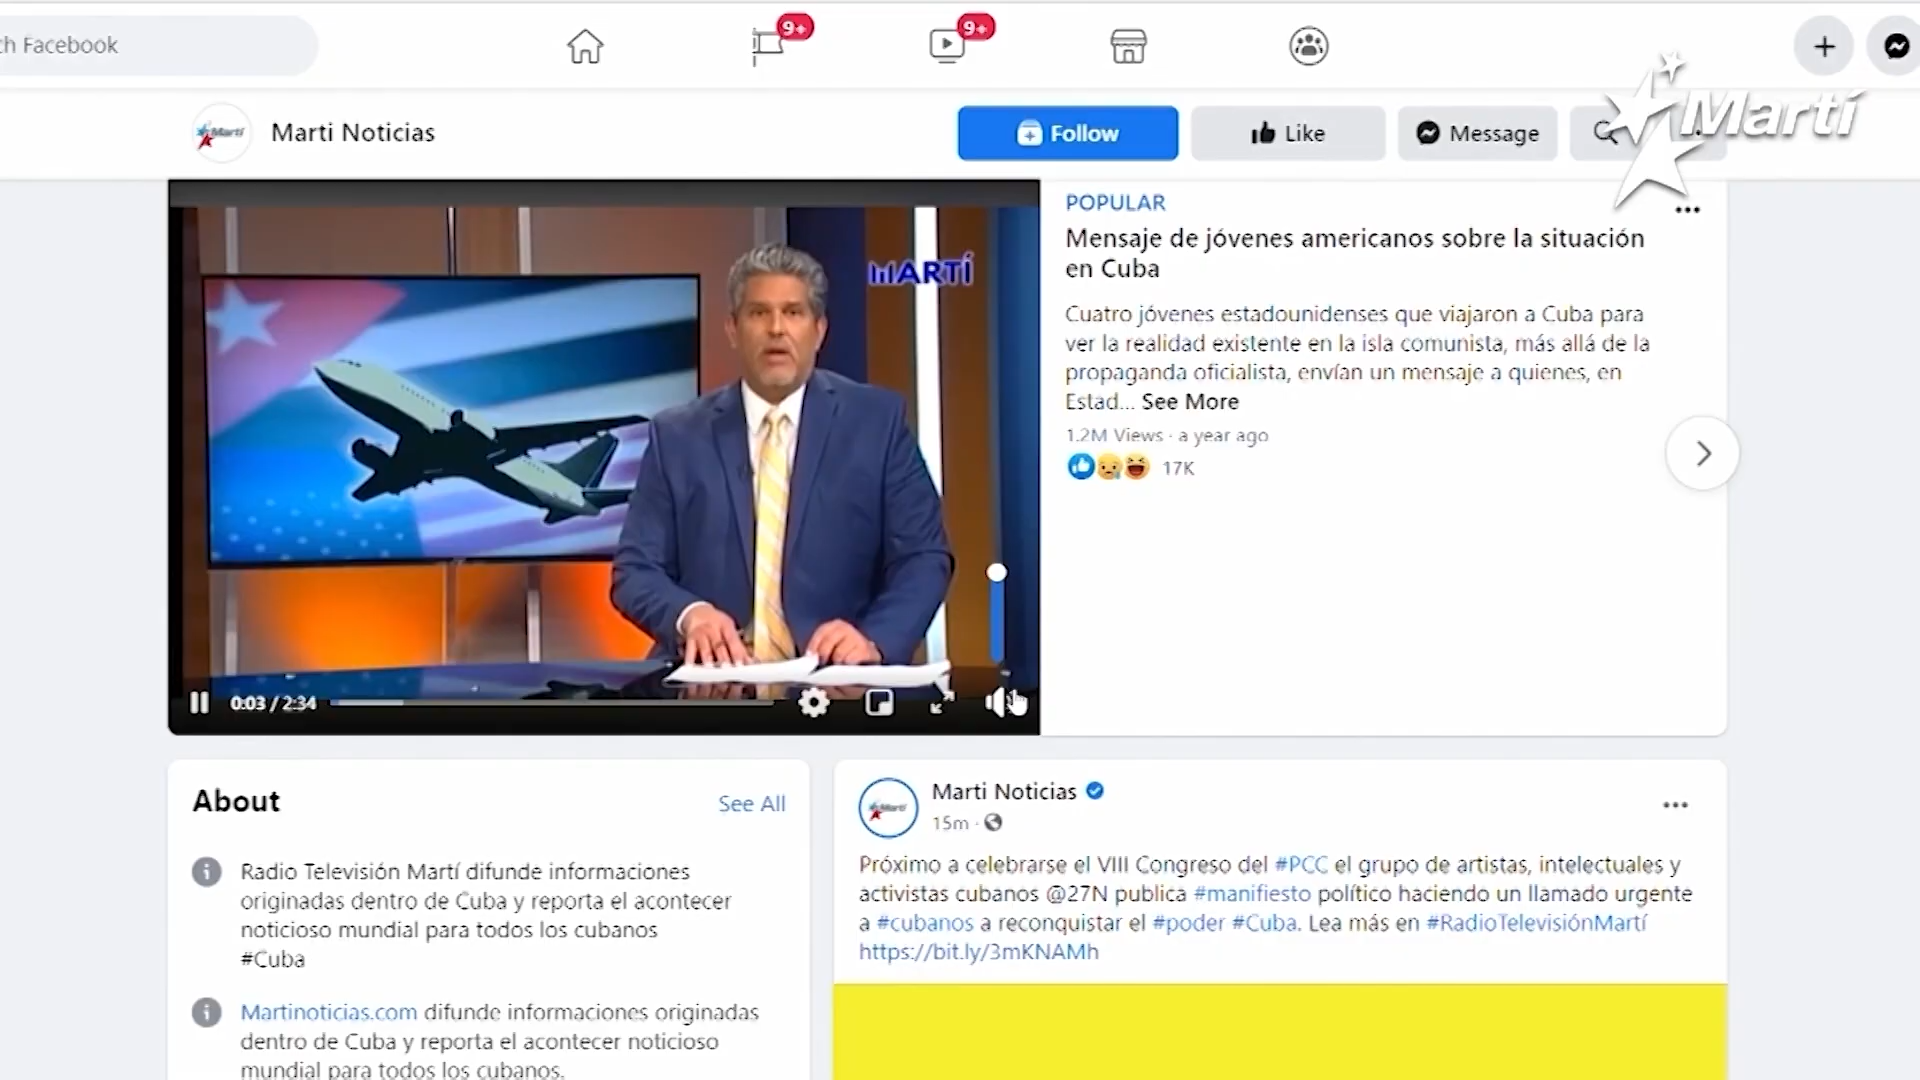 ch Facebook
9+
9+
Martí
Martí
Marti Noticias
Follow
Like
Message
MARTÍ
0:03 / 2:34
POPULAR
Mensaje de jóvenes americanos sobre la situación
en Cuba
Cuatro jóvenes estadounidenses que viajaron a Cuba para
ver la realidad existente en la isla comunista, más allá de la
propaganda oficialista, envían un mensaje a quienes, en
Estad... See More
1.2M Views · a year ago
17K
About
See All
Radio Televisión Martí difunde informaciones
originadas dentro de Cuba y reporta el acontecer
noticioso mundial para todos los cubanos
#Cuba
Martinoticias.com difunde informaciones originadas
dentro de Cuba y reporta el acontecer noticioso
mundial para todos los cubanos.
Martí
Marti Noticias
15m ·
Próximo a celebrarse el VIII Congreso del #PCC el grupo de artistas, intelectuales y
activistas cubanos @27N publica #manifiesto político haciendo un llamado urgente
a #cubanos a reconquistar el #poder #Cuba. Lea más en #RadioTelevisiónMartí
https://bit.ly/3mKNAMh